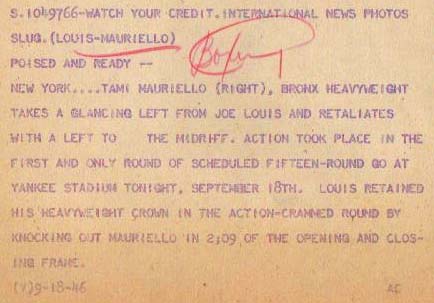 S.1049766-WATCH YOUR CREDIT.INTERNATIONAL NEWS PHOTOS
SLUG.(LOUIS-MAURIELLO)
Boxing
POISED AND READY --
NEW YORK....TAMI MAURIELLO (RIGHT), BRONX HEAVYWEIGHT
TAKES A GLANCING LEFT FROM JOE LOUIS AND RETALIATES
WITH A LEFT TO THE MIDRIFF. ACTION TOOK PLACE IN THE
FIRST AND ONLY ROUND OF SCHEDULED FIFTEEN-ROUND GO AT
YANKEE STADIUM TONIGHT, SEPTEMBER 18TH. LOUIS RETAINED
HIS HEAVYWEIGHT CROWN IN THE ACTION-CRAMMED ROUND BY
KNOCKING OUT MAURIELLO IN 2;09 OF THE OPENING AND CLOS-
ING FRAME.
(V)9-18-46 AC